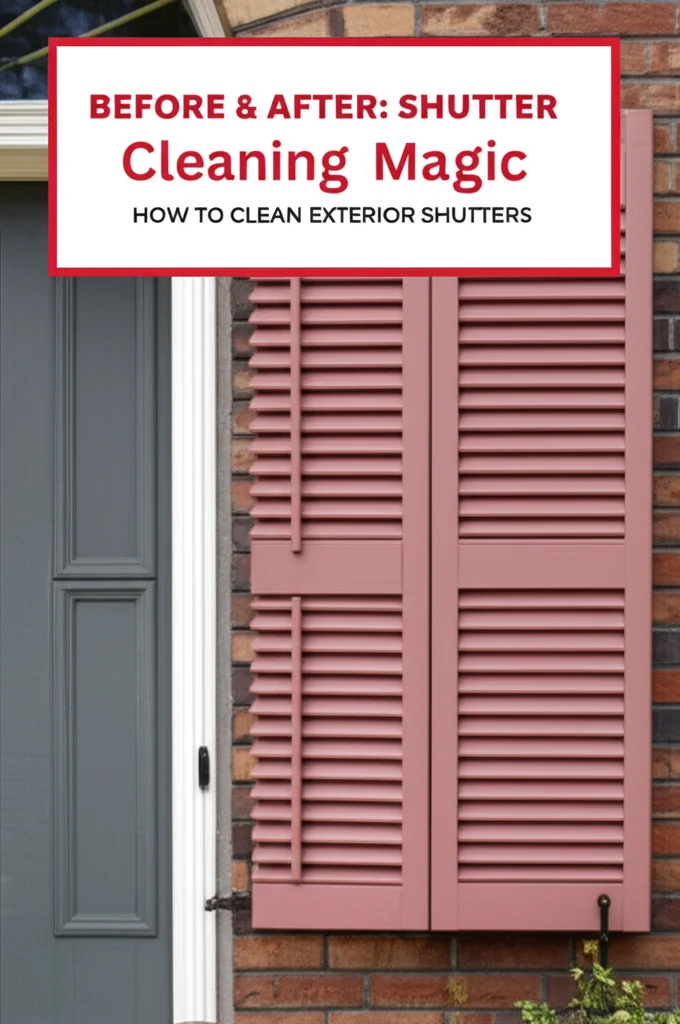 BEFORE & AFTER: SHUTTER
Cleaning Magic
HOW TO CLEAN EXTERIOR SHUTTERS